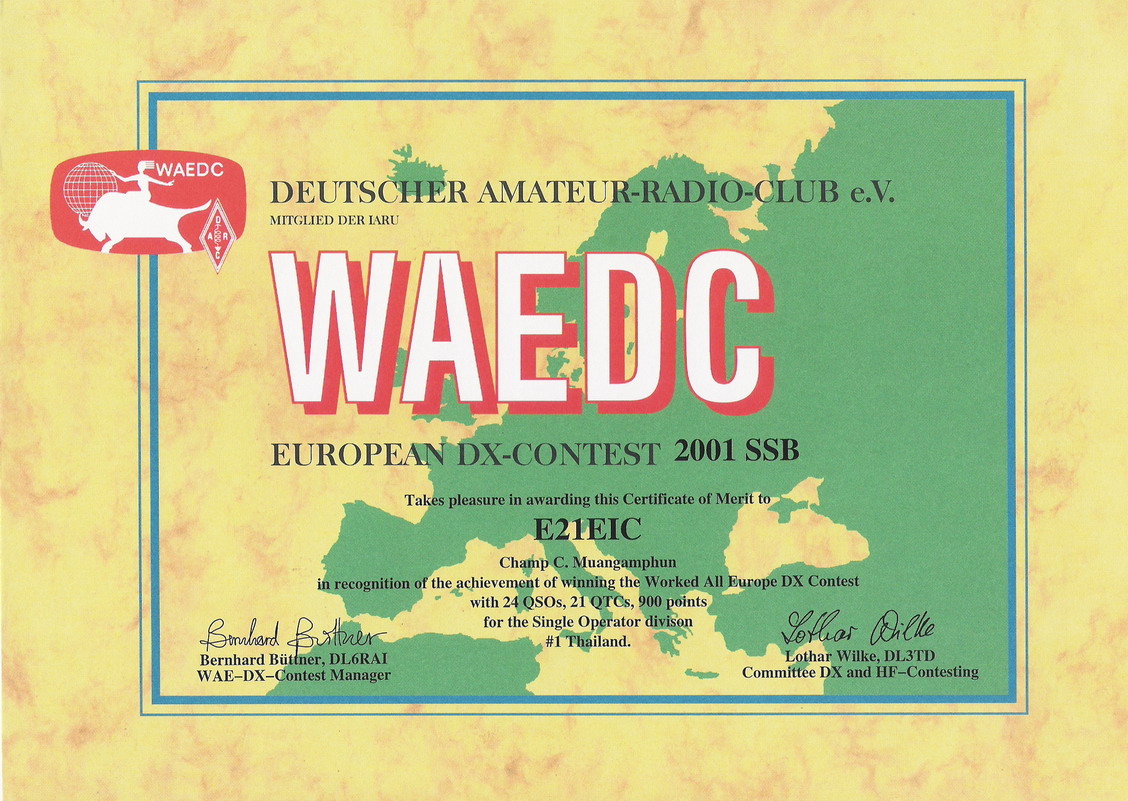 WAEDC
DARC
DEUTSCHER AMATEUR-RADIO-CLUB e.V.
MITGLIED DER IARU
WAEDC
EUROPEAN DX-CONTEST 2001 SSB
Takes pleasure in awarding this Certificate of Merit to
E21EIC
Champ C. Muangamphun
in recognition of the achievement of winning the Worked All Europe DX Contest
with 24 QSOs, 21 QTCs, 900 points
for the Single Operator divison
#1 Thailand.
Bernhard Büttner
Bernhard Büttner, DL6RAI
WAE–DX–Contest Manager
Lothar Wilke
Lothar Wilke, DL3TD
Committee DX and HF–Contesting